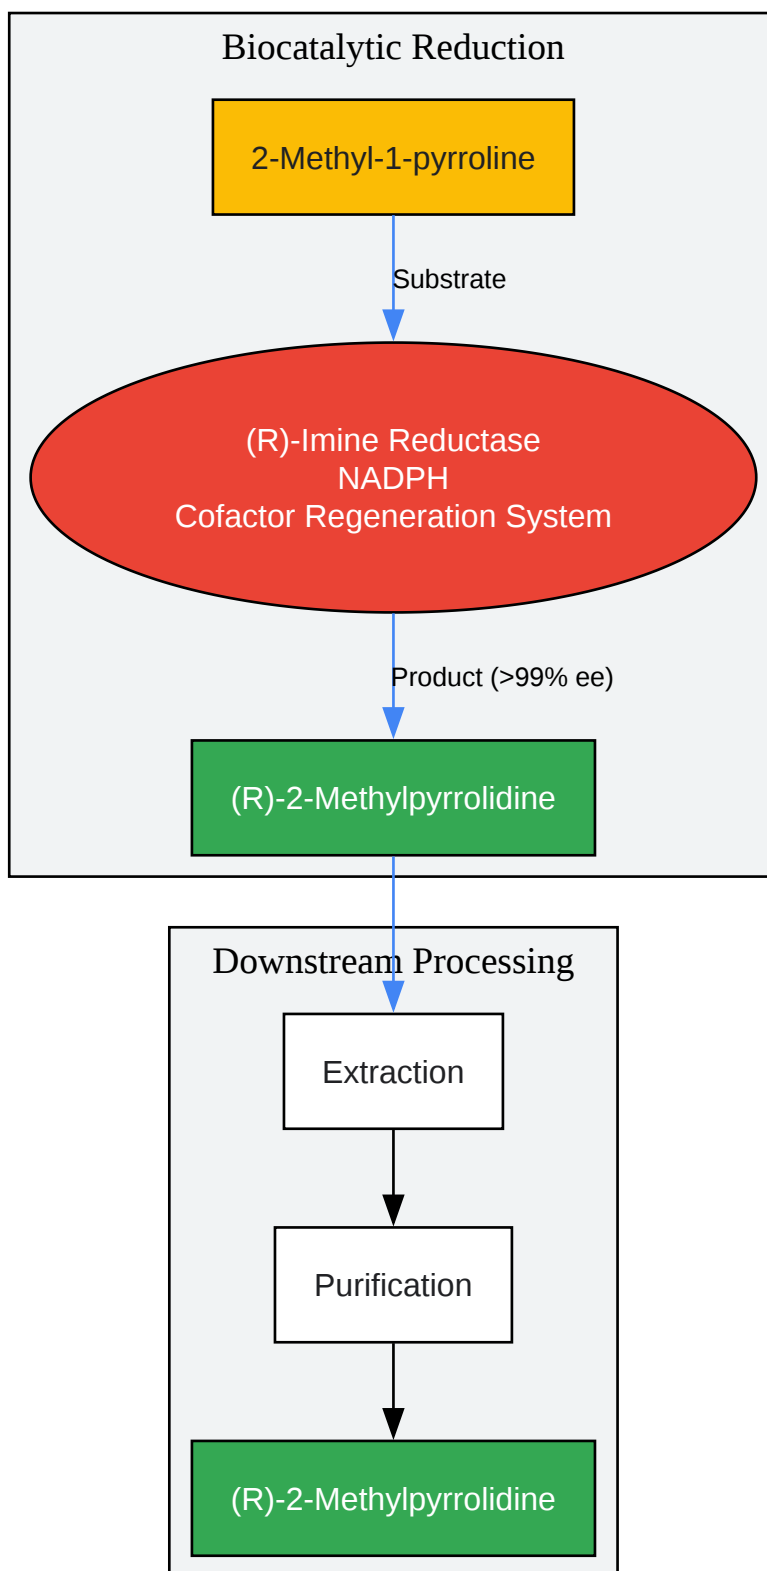 Biocatalytic Reduction
2-Methyl-1-pyrroline
Substrate
(R)-Imine Reductase
NADPH
Cofactor Regeneration System
Product (>99% ee)
(R)-2-Methylpyrrolidine
Downstream Processing
Extraction
Purification
(R)-2-Methylpyrrolidine